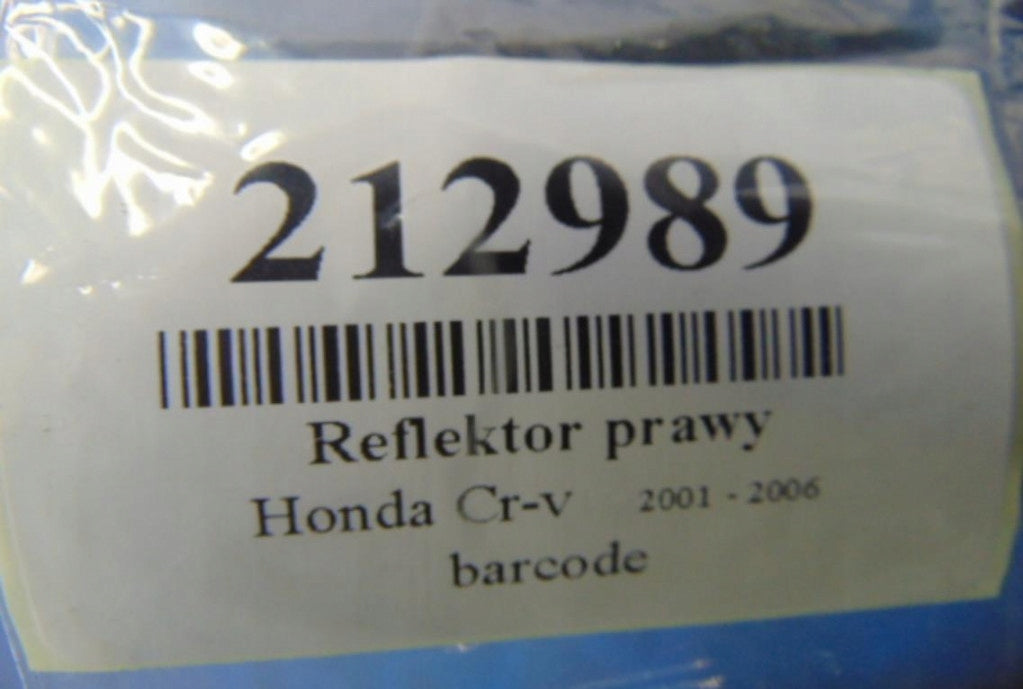 212989
Reflektor prawy
Honda Cr-v 2001 - 2006
barcode